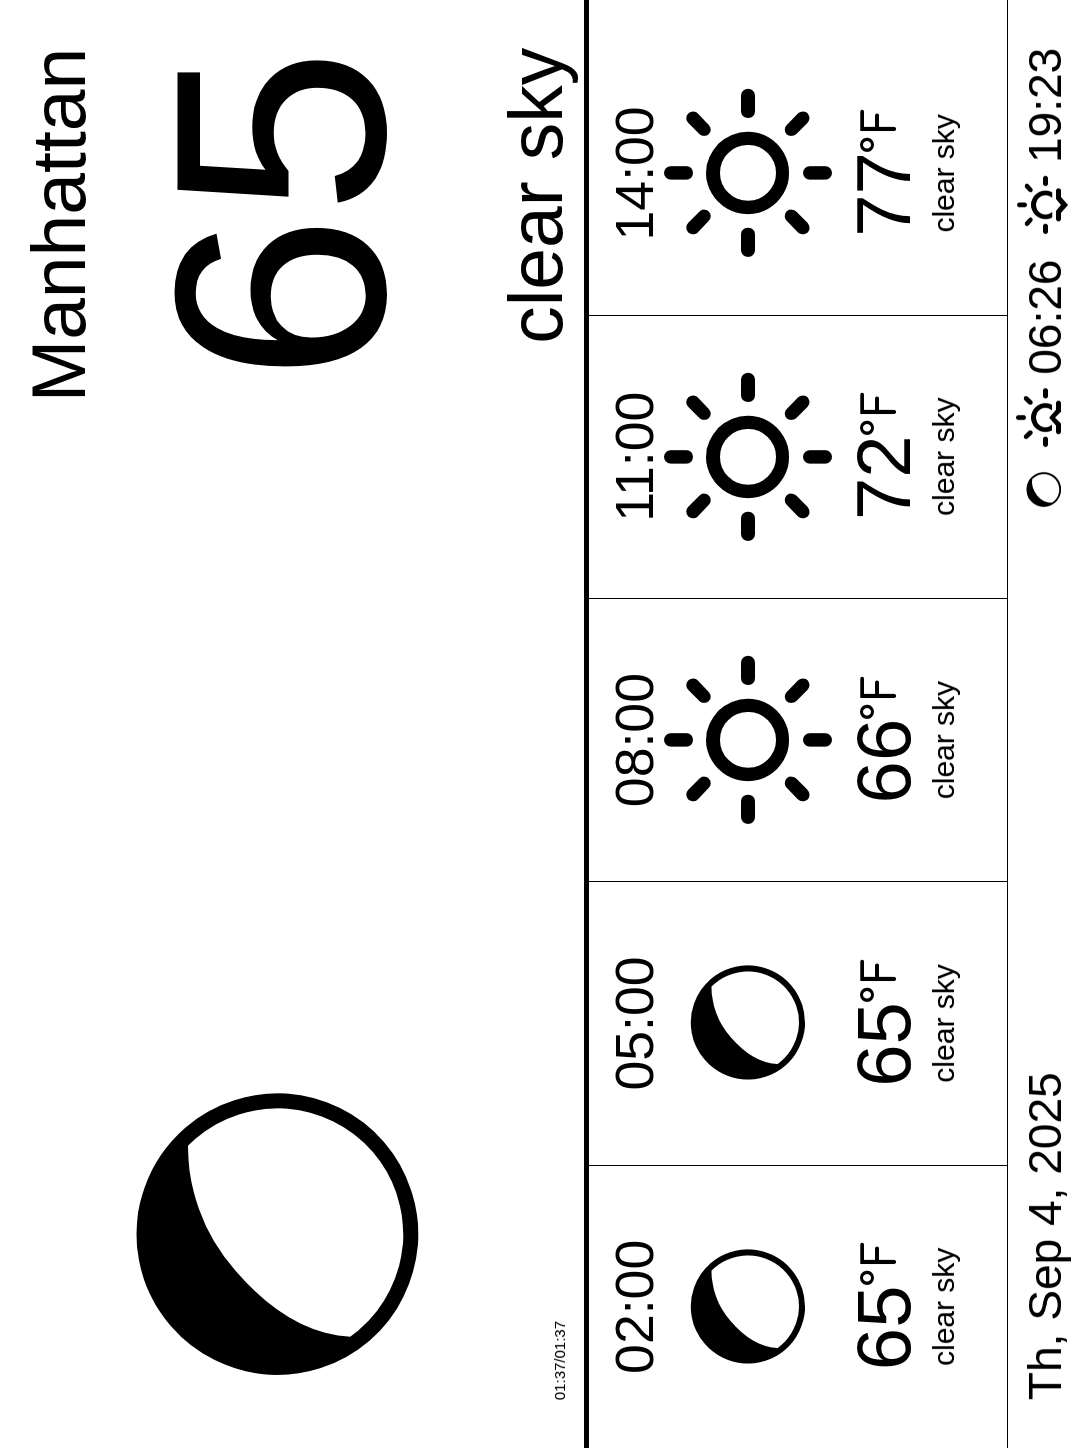 Manhattan
65
clear sky
01:37/01:37
02:00 05:00 08:00 11:00 14:00
65°F 65°F 66°F 72°F 77°F
clear sky clear sky clear sky clear sky clear sky
Th, Sep 4, 2025 06:26 19:23